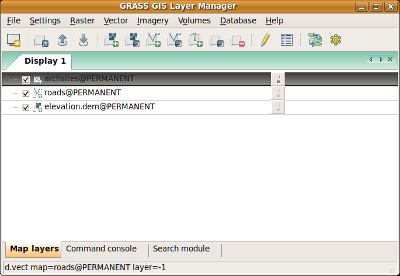 GRASS GIS Layer Manager
File Settings Raster Vector Imagery Volumes Database Help
Display 1
archsites@PERMANENT
roads@PERMANENT
elevation.dem@PERMANENT
Map layers Command console Search module
d.vect map=roads@PERMANENT layer=-1